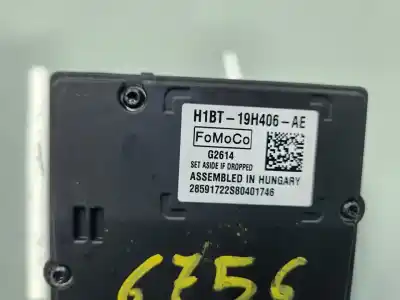 H1BT-19H406-AE
FoMoCo
G2614
SET ASIDE IF DROPPED
ASSEMBLED IN HUNGARY
28591722S80401746
6756